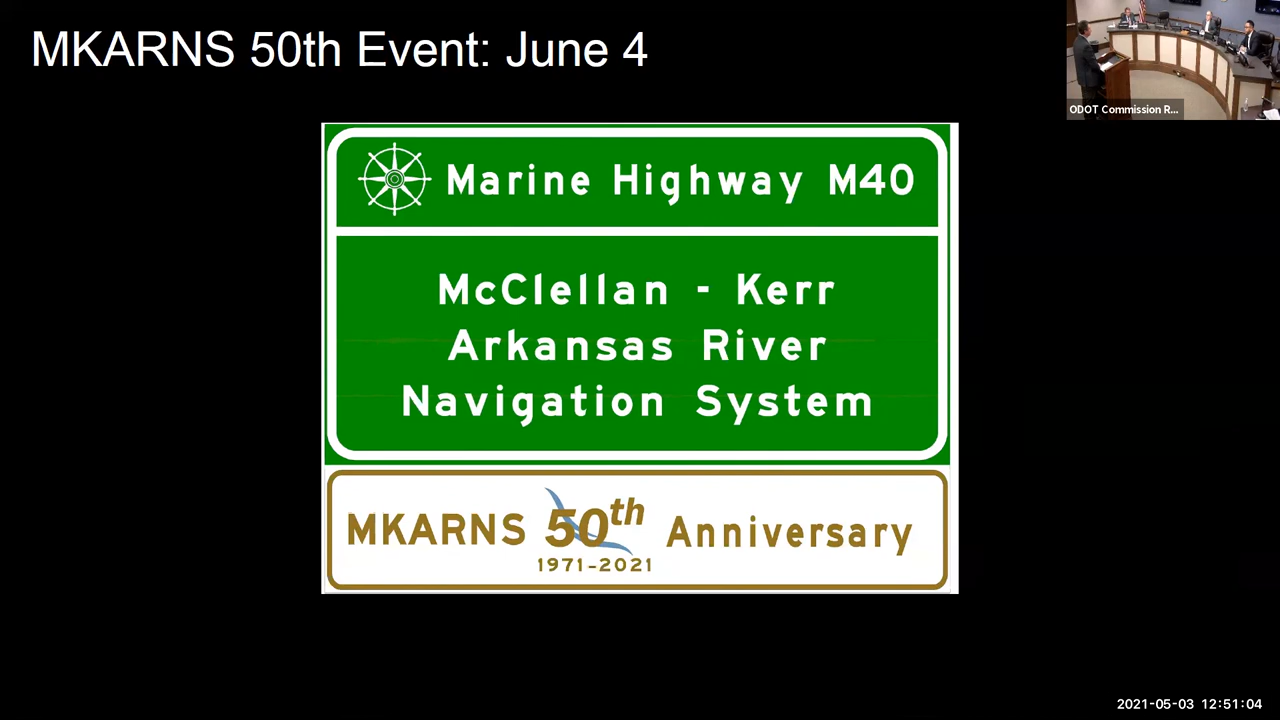 MKARNS 50th Event: June 4
ODOT Commission R...
Marine Highway M40
McClellan - Kerr
Arkansas River
Navigation System
MKARNS 50th Anniversary
1971-2021
2021-05-03 12:51:04